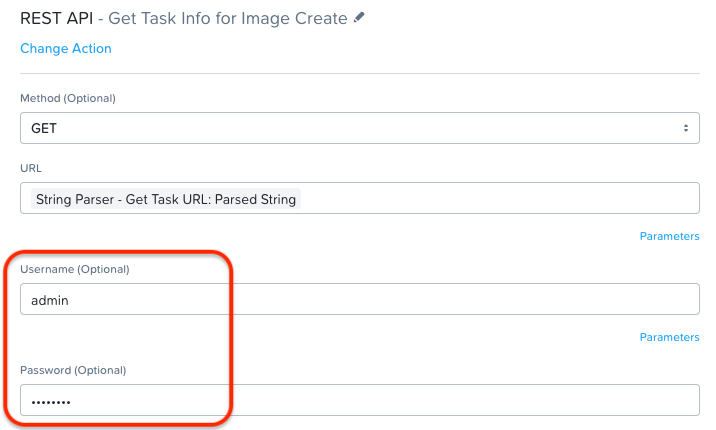 REST API - Get Task Info for Image Create
Change Action
Method (Optional)
GET
URL
String Parser - Get Task URL: Parsed String
Parameters
Username (Optional)
admin
Parameters
Password (Optional)
••••••••